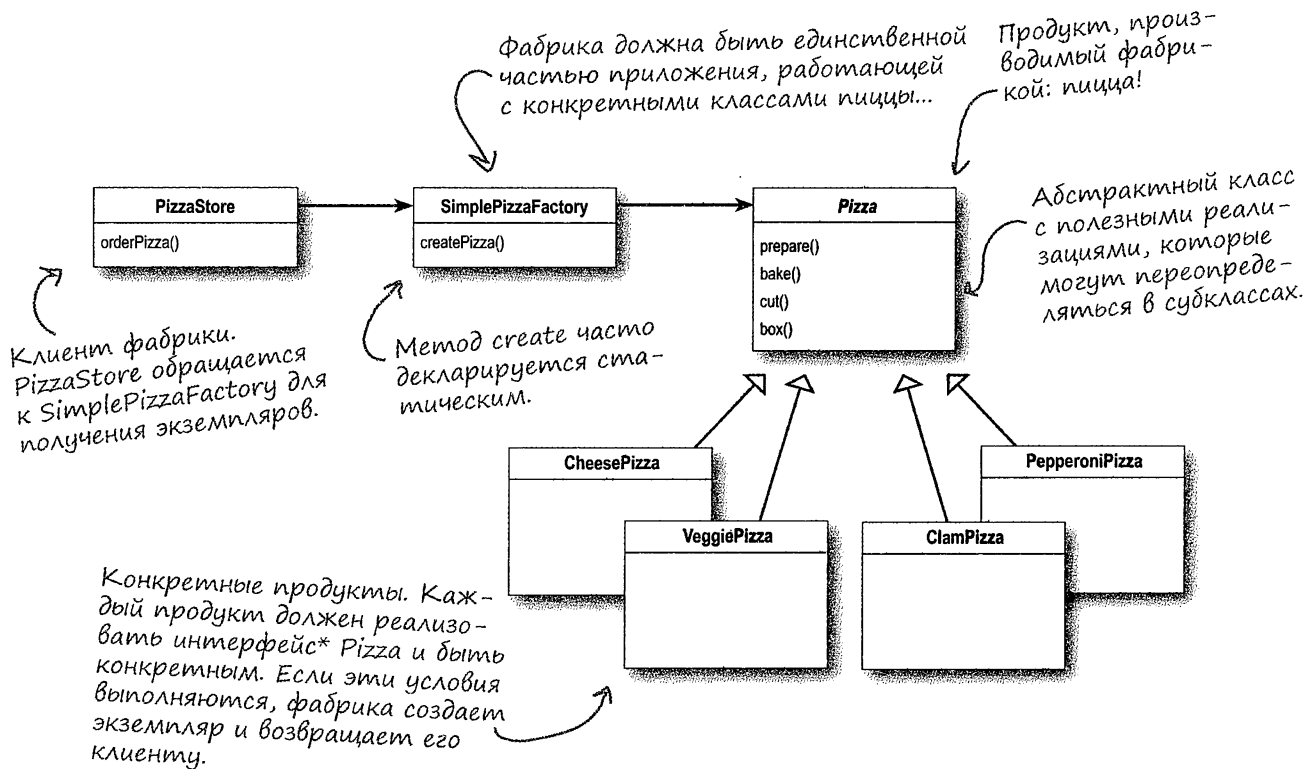 Фабрика должна быть единственной
частью приложения, работающей
с конкретными классами пиццы...
Продукт, произ-
водимый фабри-
кой: пицца!
PizzaStore
orderPizza()
SimplePizzaFactory
createPizza()
Pizza
prepare()
bake()
cut()
box()
Абстрактный класс
с полезными реали-
зациями, которые
могут переопреде-
ляться в субклассах.
Клиент фабрики.
PizzaStore обращается
к SimplePizzaFactory для
получения экземпляров.
Метод create часто
декларируется ста-
тическим.
CheesePizza
PepperoniPizza
VeggiePizza
ClamPizza
Конкретные продукты. Каж-
дый продукт должен реализо-
вать интерфейс* Pizza и быть
конкретным. Если эти условия
выполняются, фабрика создает
экземпляр и возвращает его
клиенту.